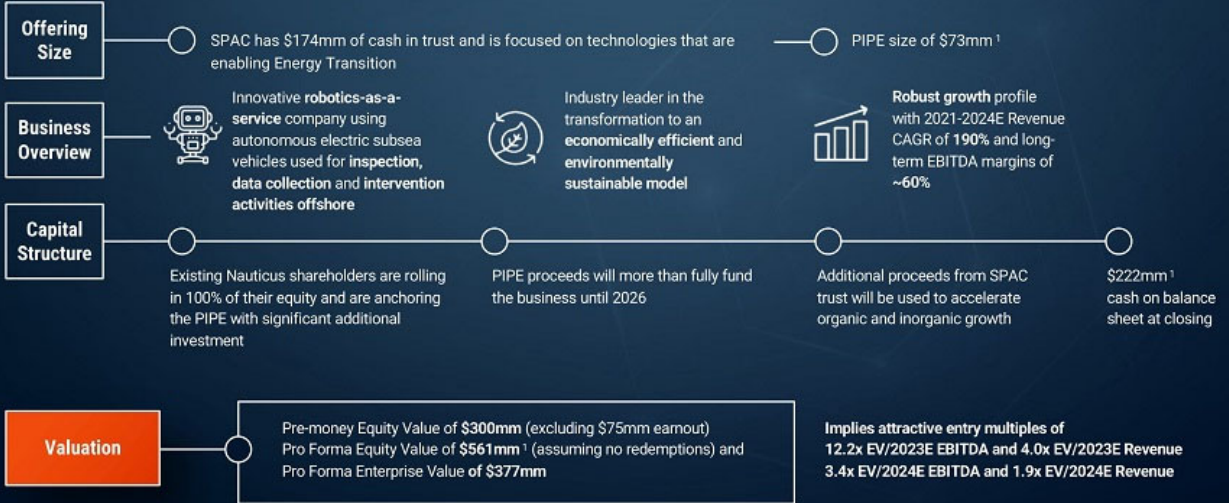 Offering
Size
SPAC has $174mm of cash in trust and is focused on technologies that are
enabling Energy Transition
PIPE size of $73mm ¹
Business
Overview
Innovative robotics-as-a-
service company using
autonomous electric subsea
vehicles used for inspection,
data collection and intervention
activities offshore
Industry leader in the
transformation to an
economically efficient and
environmentally
sustainable model
Robust growth profile
with 2021-2024E Revenue
CAGR of 190% and long-
term EBITDA margins of
~60%
Capital
Structure
Existing Nauticus shareholders are rolling
in 100% of their equity and are anchoring
the PIPE with significant additional
investment
PIPE proceeds will more than fully fund
the business until 2026
Additional proceeds from SPAC
trust will be used to accelerate
organic and inorganic growth
$222mm ¹
cash on balance
sheet at closing
Valuation
Pre-money Equity Value of $300mm (excluding $75mm earnout)
Pro Forma Equity Value of $561mm ¹ (assuming no redemptions) and
Pro Forma Enterprise Value of $377mm
Implies attractive entry multiples of
12.2x EV/2023E EBITDA and 4.0x EV/2023E Revenue
3.4x EV/2024E EBITDA and 1.9x EV/2024E Revenue